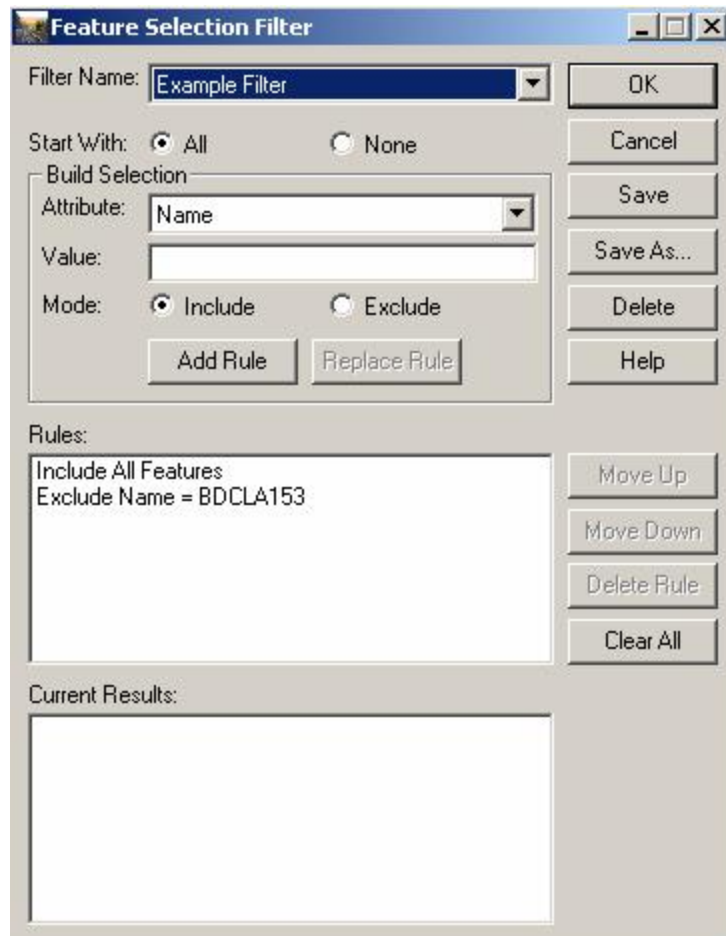 Feature Selection Filter
Filter Name: Example Filter OK
Start With: All None Cancel
Build Selection Save
Attribute: Name
Value: Save As...
Mode: Include Exclude Delete
Add Rule Replace Rule Help
Rules:
Include All Features Move Up
Exclude Name = BDCLA153
Move Down
Delete Rule
Clear All
Current Results: